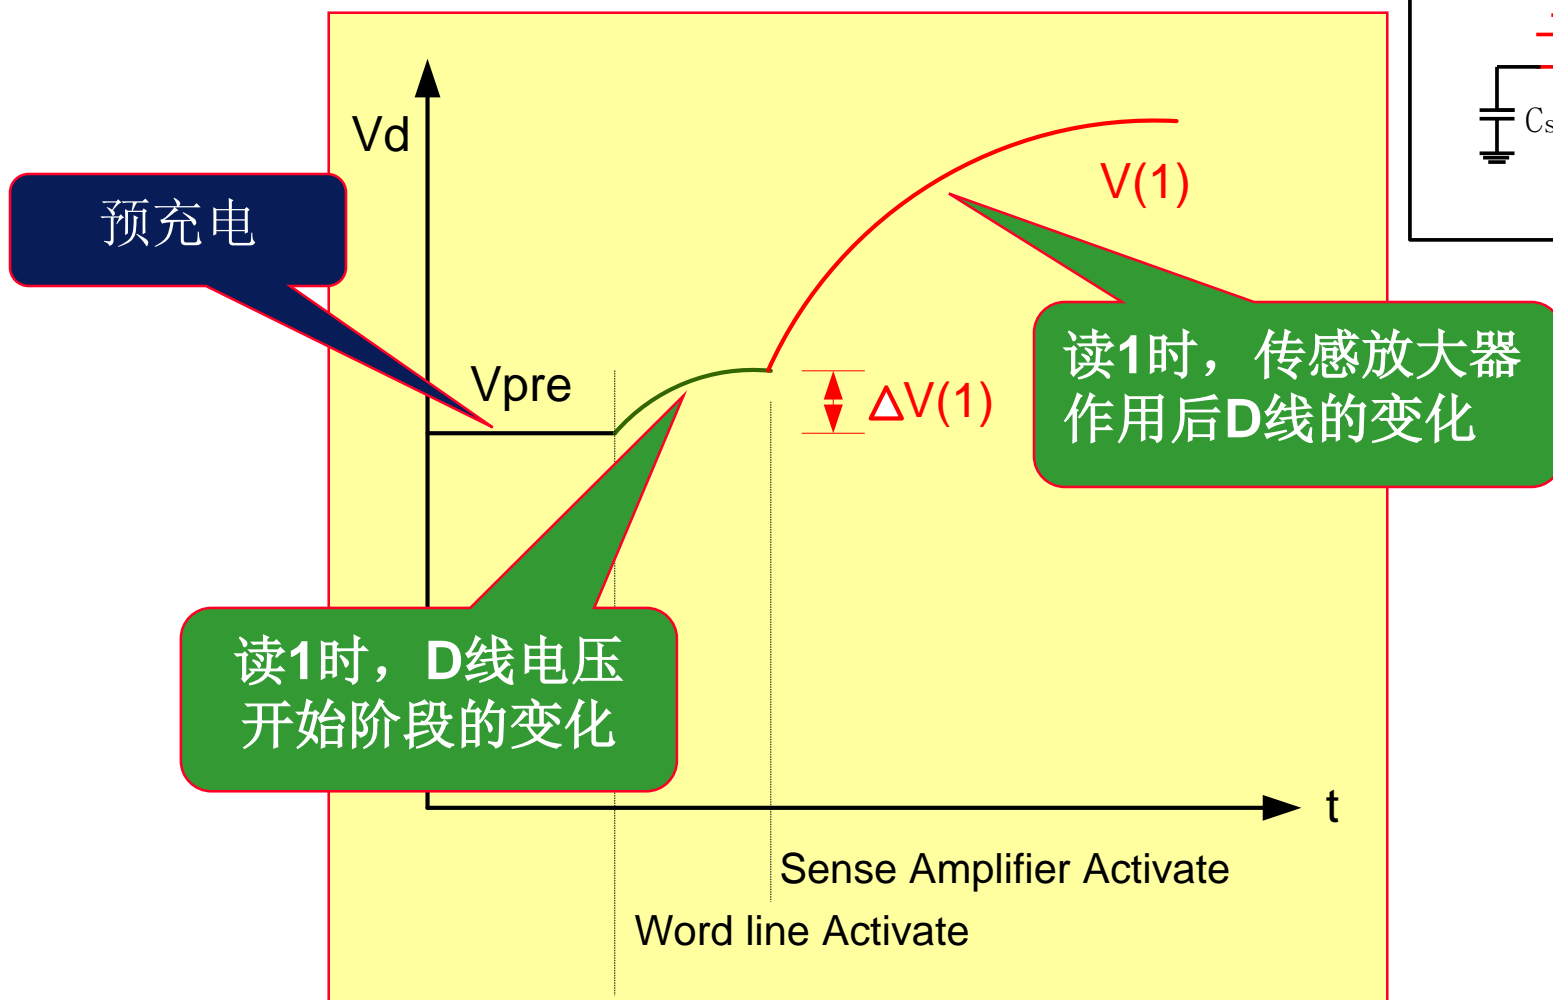 Vd
Cs
V(1)
预充电
读1时，传感放大器
作用后D线的变化
Vpre
△V(1)
读1时，D线电压
开始阶段的变化
t
Sense Amplifier Activate
Word line Activate